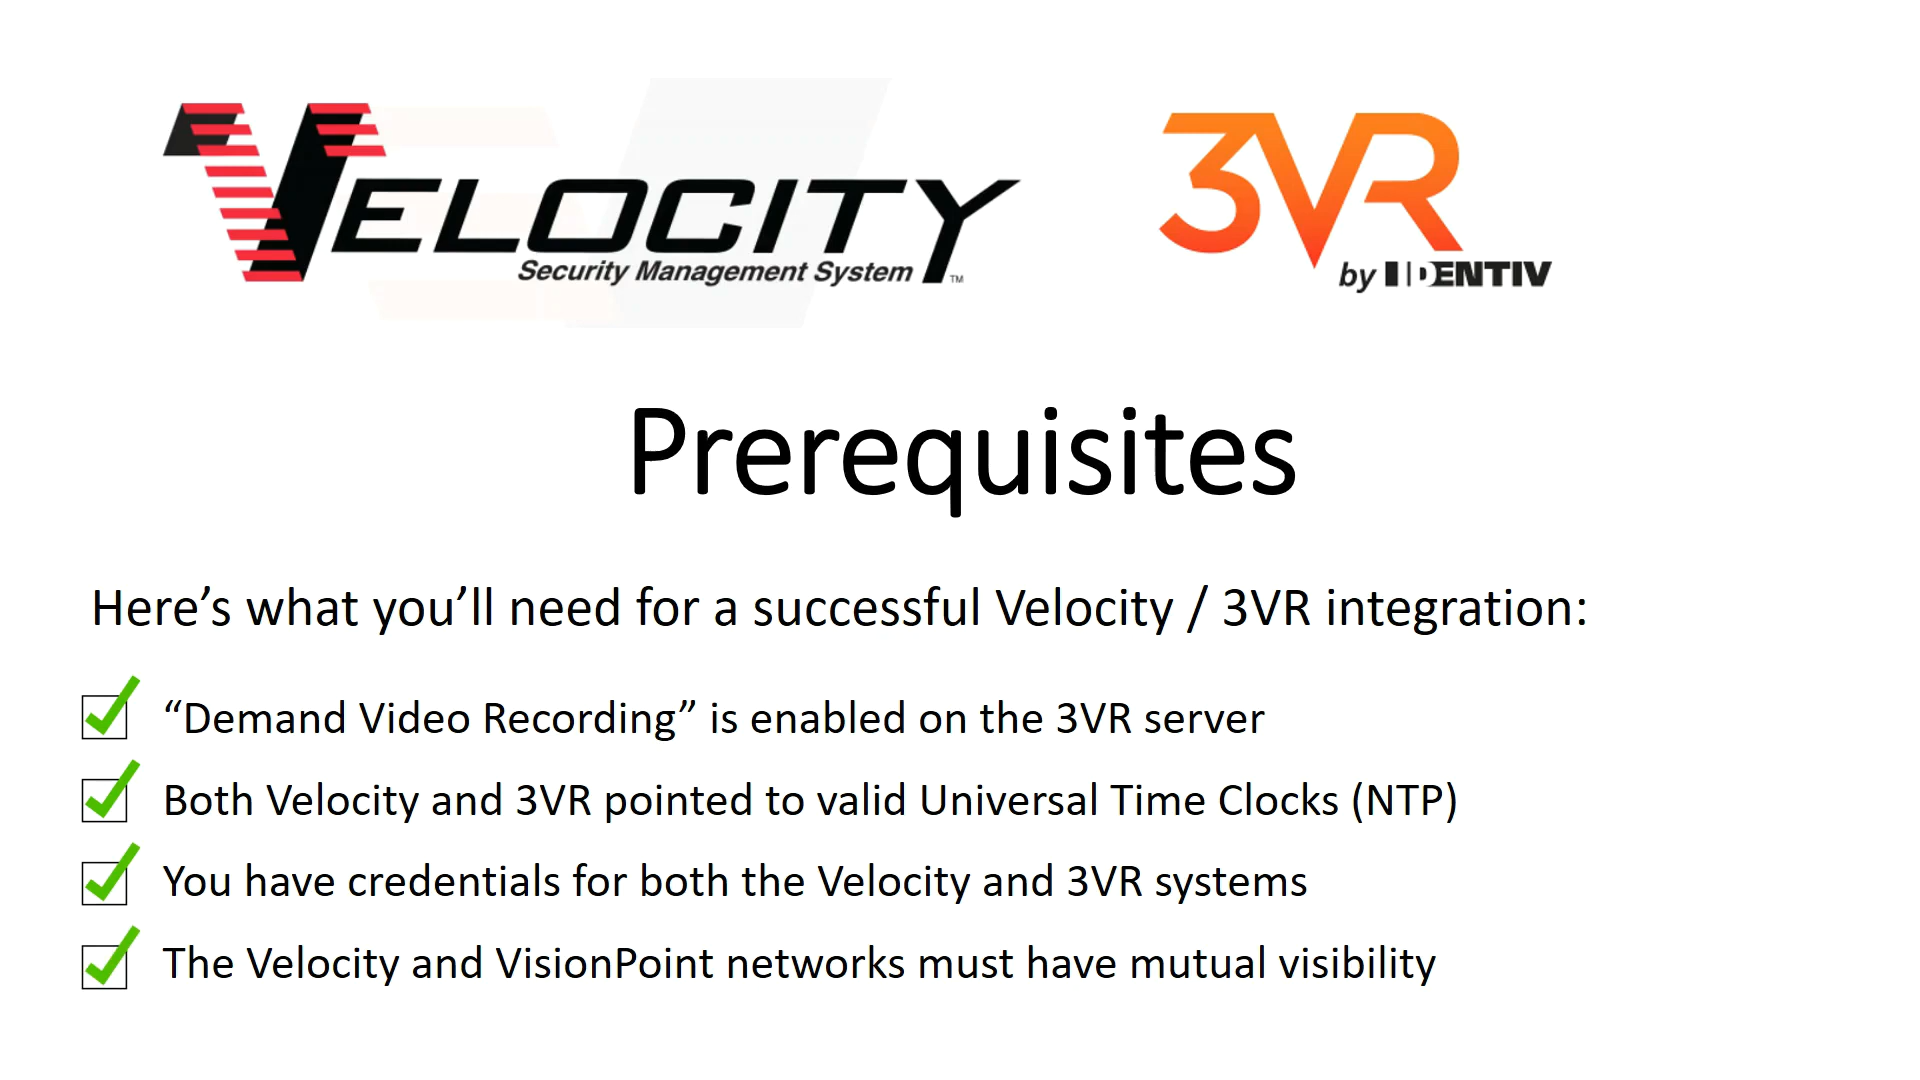 VELOCITY
Security Management System ™
3VR
by IDENTIV
Prerequisites
Here’s what you’ll need for a successful Velocity / 3VR integration:
“Demand Video Recording” is enabled on the 3VR server
Both Velocity and 3VR pointed to valid Universal Time Clocks (NTP)
You have credentials for both the Velocity and 3VR systems
The Velocity and VisionPoint networks must have mutual visibility